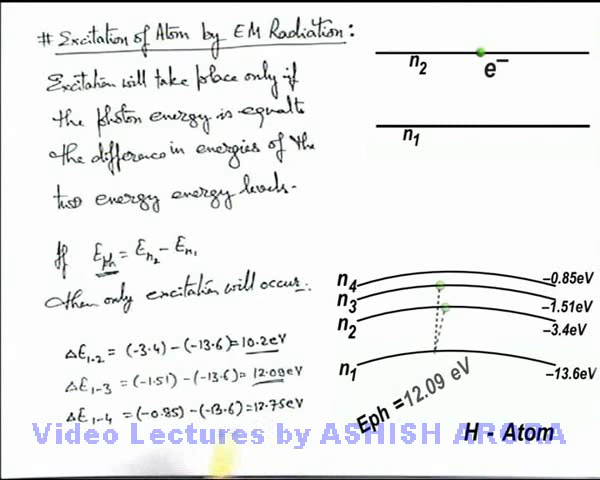 # Excitation of Atom by EM Radiation:
Excitation will take place only if
the photon energy is equal to
the difference in energies of the
two energy energy levels.
If Eph = En2 - En1
then only excitation will occur.
ΔE1-2 = (-3.4) - (-13.6) = 10.2eV
ΔE1-3 = (-1.51) - (-13.6) = 12.09eV
ΔE1-4 = (-0.85) - (-13.6) = 12.75eV
n2
e−
n1
n4 −0.85eV
n3 −1.51eV
n2 −3.4eV
n1 −13.6eV
Eph =12.09 eV
H - Atom
Video Lectures by ASHISH ARORA